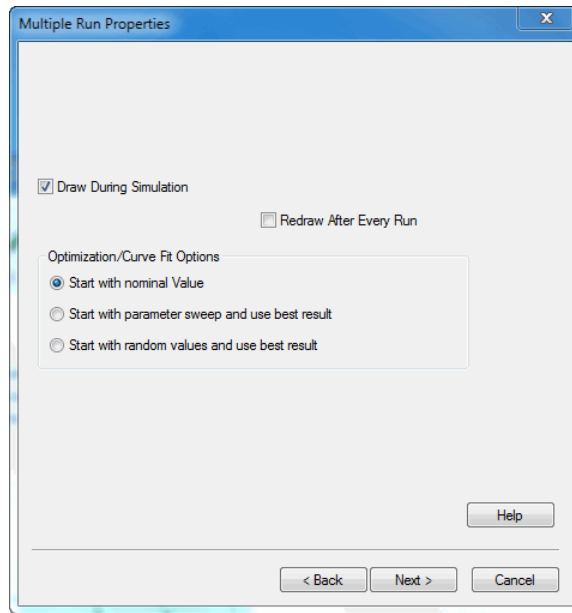 Multiple Run Properties
Draw During Simulation
Redraw After Every Run
Optimization/Curve Fit Options
Start with nominal Value
Start with parameter sweep and use best result
Start with random values and use best result
Help
< Back Next > Cancel